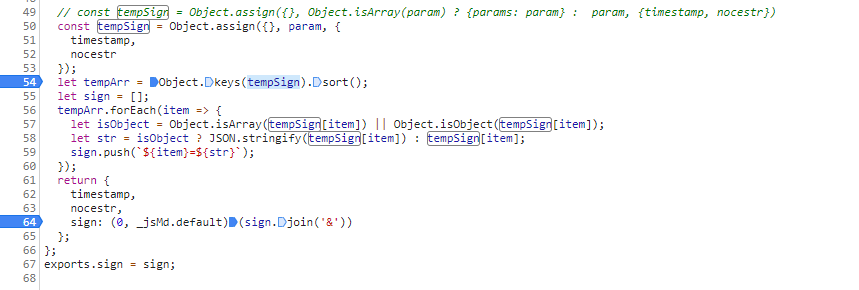 49 // const tempSign = Object.assign({}, Object.isArray(param) ? {params: param} :  param, {timestamp, nocestr})
50 const tempSign = Object.assign({}, param, {
51 timestamp,
52 nocestr
53 });
54 let tempArr = Object.keys(tempSign).sort();
55 let sign = [];
56 tempArr.forEach(item => {
57 let isObject = Object.isArray(tempSign[item]) || Object.isObject(tempSign[item]);
58 let str = isObject ? JSON.stringify(tempSign[item]) : tempSign[item];
59 sign.push(`${item}=${str}`);
60 });
61 return {
62 timestamp,
63 nocestr,
64 sign: (0, _jsMd.default)(sign.join('&'))
65 };
66 };
67 exports.sign = sign;
68